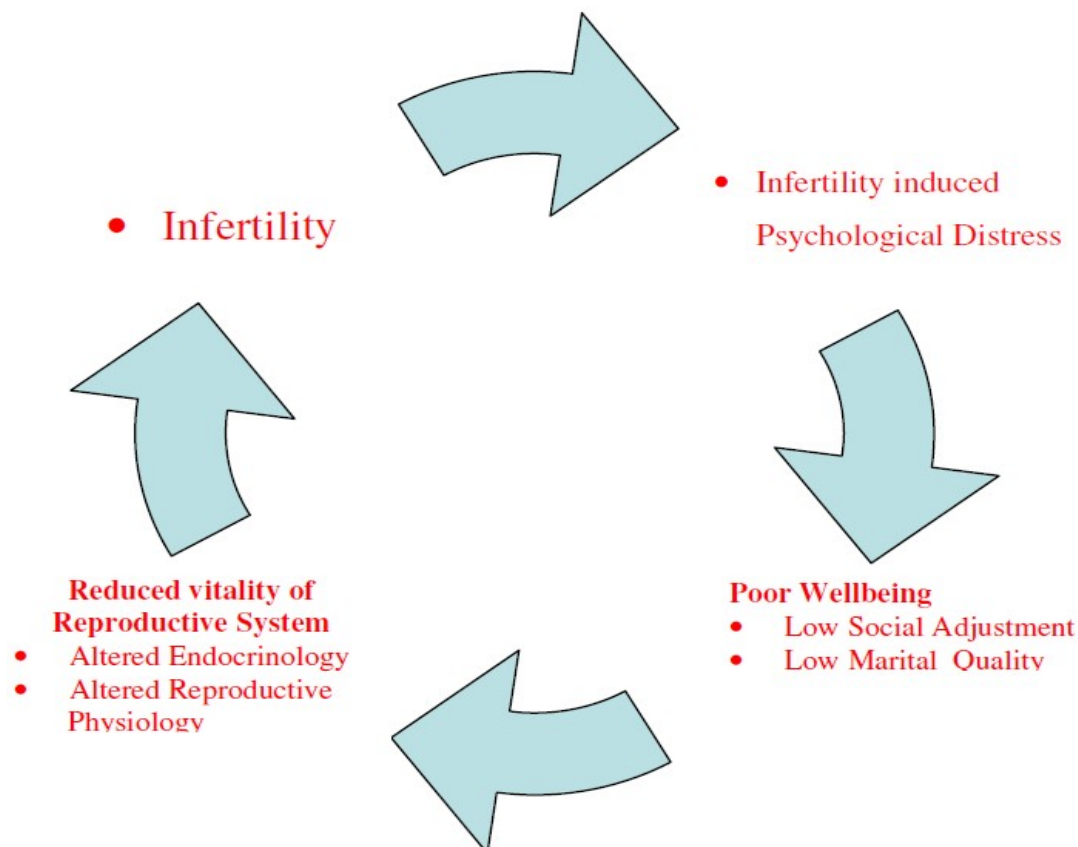 • Infertility
• Infertility induced
Psychological Distress
Poor Wellbeing
• Low Social Adjustment
• Low Marital Quality
Reduced vitality of
Reproductive System
• Altered Endocrinology
• Altered Reproductive
Physiology